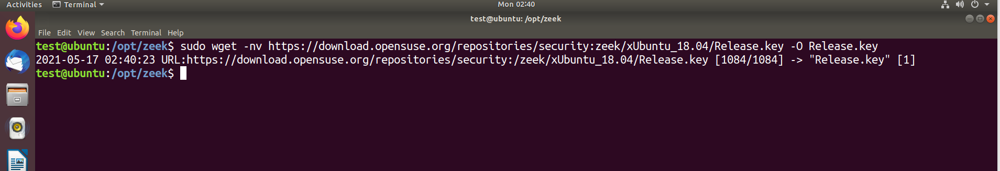 Activities Terminal Mon 02:40
test@ubuntu: /opt/zeek
File Edit View Search Terminal Help
test@ubuntu:/opt/zeek$ sudo wget -nv https://download.opensuse.org/repositories/security:zeek/xUbuntu_18.04/Release.key -O Release.key
2021-05-17 02:40:23 URL:https://download.opensuse.org/repositories/security:/zeek/xUbuntu_18.04/Release.key [1084/1084] -> "Release.key" [1]
test@ubuntu:/opt/zeek$